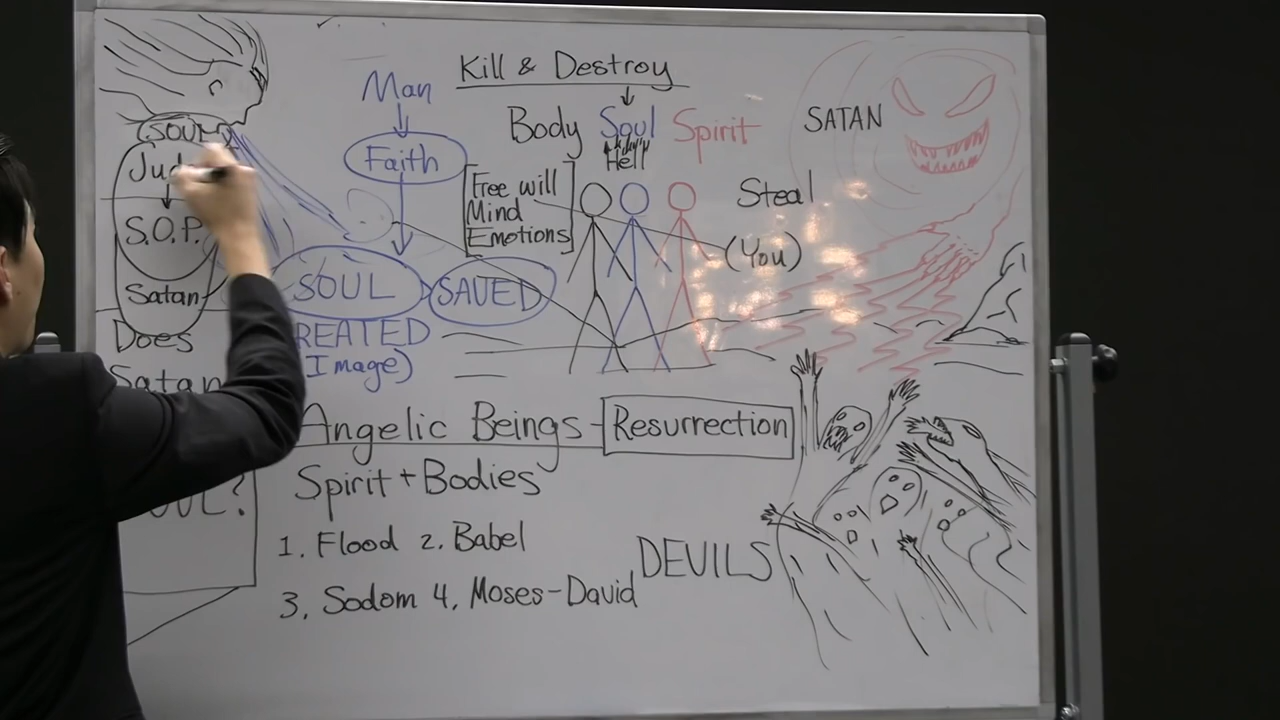 Kill & Destroy
Man
Body Soul Spirit
SATAN
Hell
(SOUL
Faith
Free will
Mind
Emotions
Steal
(You)
S.O.P.
SOUL
SAVED
Satan
Does
Satan
REATED
Image)
Angelic Beings - Resurrection
Spirit + Bodies
1. Flood 2. Babel
DEVILS
3. Sodom 4. Moses - David